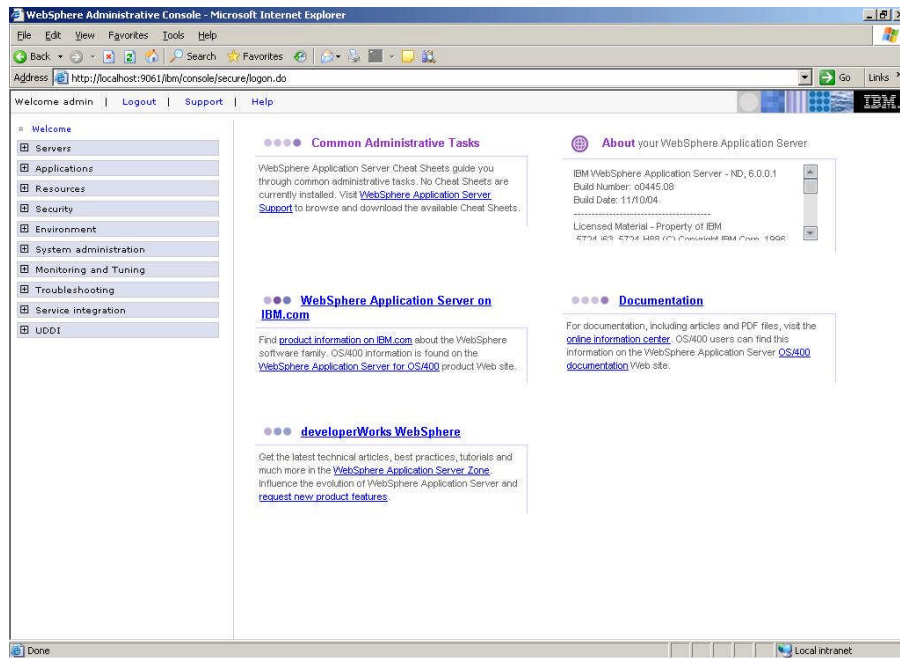 WebSphere Administrative Console - Microsoft Internet Explorer
File Edit View Favorites Tools Help
Back Search Favorites
Address http://localhost:9061/ibm/console/secure/logon.do Go Links
Welcome admin | Logout | Support | Help IBM.
Welcome
Servers
Applications
Resources
Security
Environment
System administration
Monitoring and Tuning
Troubleshooting
Service integration
UDDI
Common Administrative Tasks
WebSphere Application Server Cheat Sheets guide you
through common administrative tasks. No Cheat Sheets are
currently installed. Visit WebSphere Application Server
Support to browse and download the available Cheat Sheets.
About your WebSphere Application Server
IBM WebSphere Application Server - ND, 6.0.0.1
Build Number: o0445.08
Build Date: 11/10/04
--------------------------------------
Licensed Material - Property of IBM
5724-i63, 5724-H88 (C) Copyright IBM Corp. 1996
WebSphere Application Server on
IBM.com
Find product information on IBM.com about the WebSphere
software family. OS/400 information is found on the
WebSphere Application Server for OS/400 product Web site.
Documentation
For documentation, including articles and PDF files, visit the
online information center. OS/400 users can find this
information on the WebSphere Application Server OS/400
documentation Web site.
developerWorks WebSphere
Get the latest technical articles, best practices, tutorials and
much more in the WebSphere Application Server Zone.
Influence the evolution of WebSphere Application Server and
request new product features.
Done Local intranet